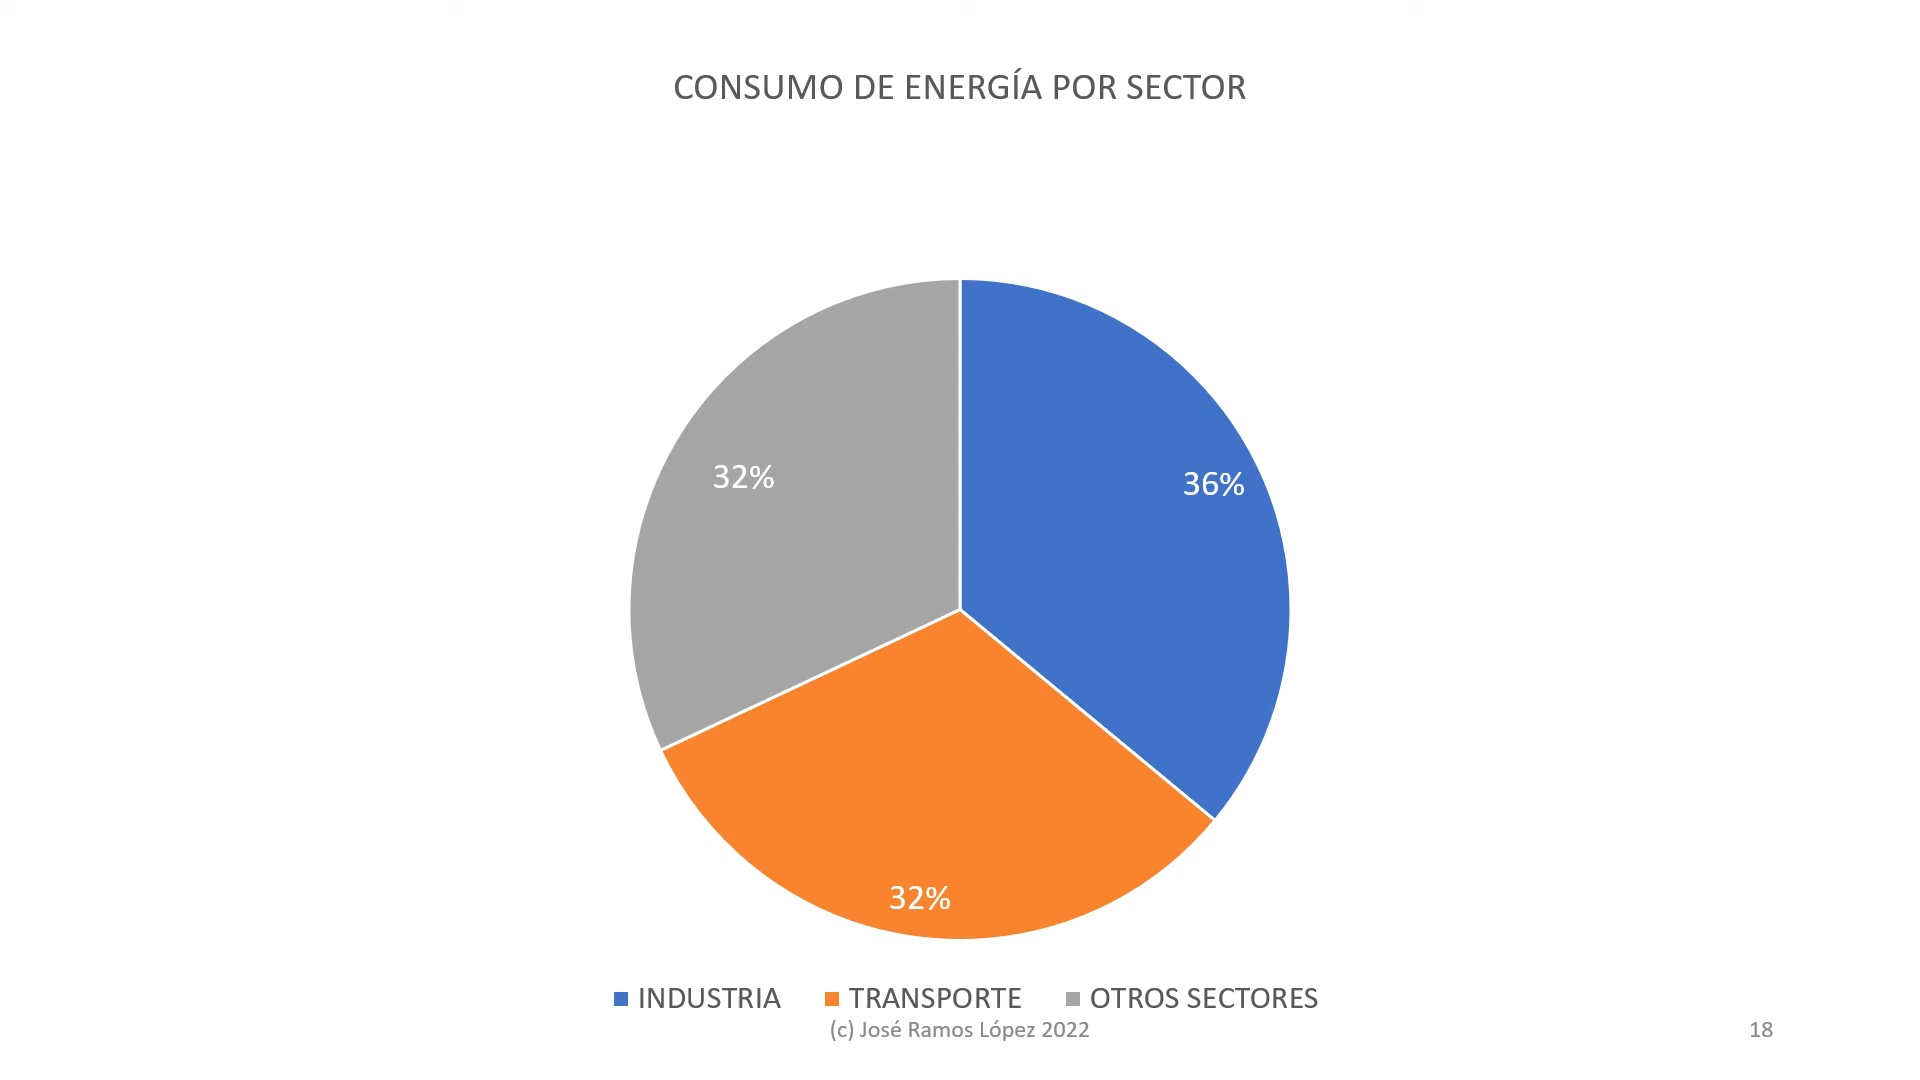 CONSUMO DE ENERGÍA POR SECTOR
32%
36%
32%
INDUSTRIA TRANSPORTE OTROS SECTORES
(c) José Ramos López 2022 18